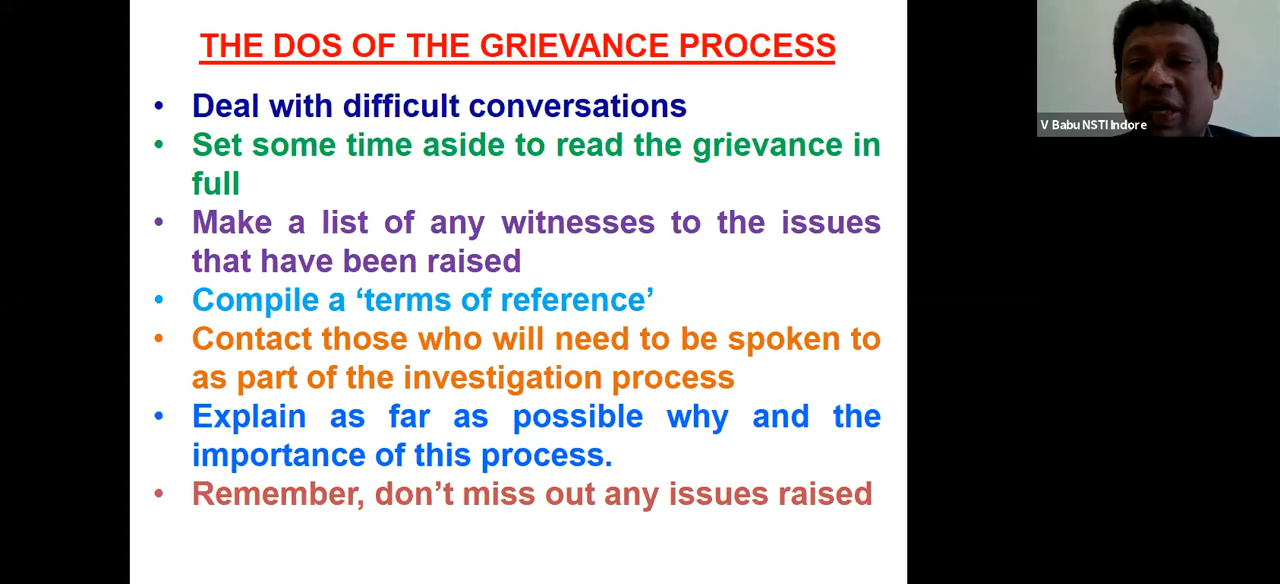 THE DOS OF THE GRIEVANCE PROCESS
• Deal with difficult conversations
• Set some time aside to read the grievance in
full
• Make a list of any witnesses to the issues
that have been raised
• Compile a ‘terms of reference’
• Contact those who will need to be spoken to
as part of the investigation process
• Explain as far as possible why and the
importance of this process.
• Remember, don’t miss out any issues raised
V Babu NSTI Indore